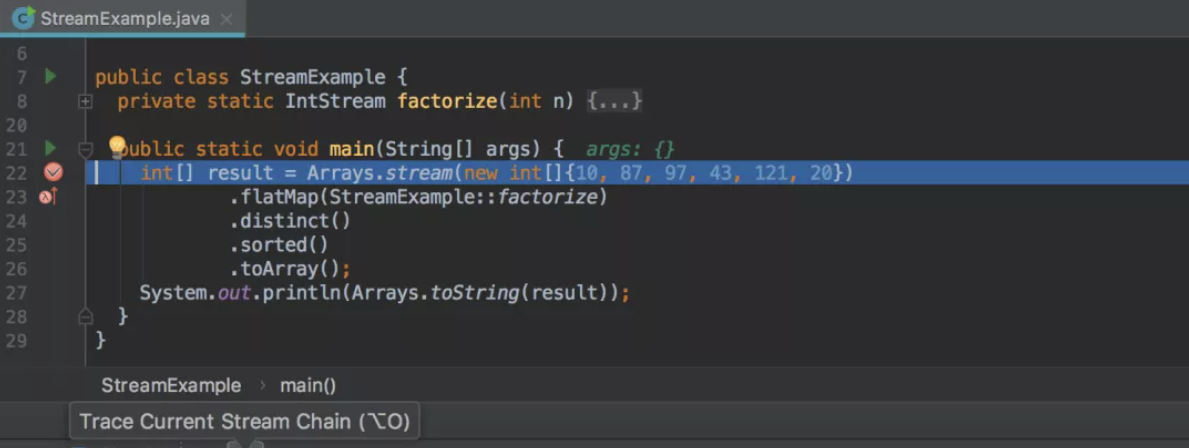 StreamExample.java
6
7 public class StreamExample {
8 private static IntStream factorize(int n) {...}
20
21 public static void main(String[] args) { args: {}
22 int[] result = Arrays.stream(new int[]{10, 87, 97, 43, 121, 20})
23 .flatMap(StreamExample::factorize)
24 .distinct()
25 .sorted()
26 .toArray();
27 System.out.println(Arrays.toString(result));
28 }
29 }
StreamExample › main()
Trace Current Stream Chain (⌥O)